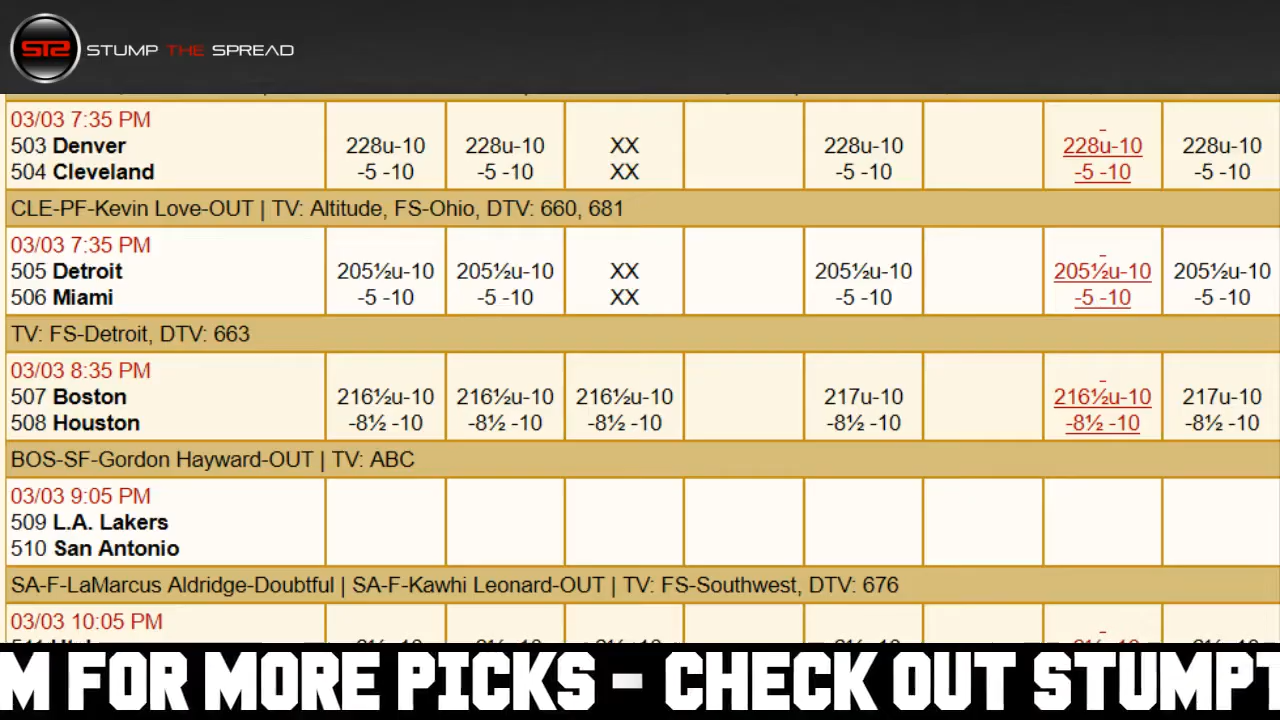 STS STUMP THE SPREAD
03/03 7:35 PM
503 Denver 228u-10 228u-10 XX 228u-10 228u-10 228u-10
504 Cleveland -5 -10 -5 -10 XX -5 -10 -5 -10 -5 -10
CLE-PF-Kevin Love-OUT | TV: Altitude, FS-Ohio, DTV: 660, 681
03/03 7:35 PM
505 Detroit 205½u-10 205½u-10 XX 205½u-10 205½u-10 205½u-10
506 Miami -5 -10 -5 -10 XX -5 -10 -5 -10 -5 -10
TV: FS-Detroit, DTV: 663
03/03 8:35 PM
507 Boston 216½u-10 216½u-10 216½u-10 217u-10 216½u-10 217u-10
508 Houston -8½ -10 -8½ -10 -8½ -10 -8½ -10 -8½ -10 -8½ -10
BOS-SF-Gordon Hayward-OUT | TV: ABC
03/03 9:05 PM
509 L.A. Lakers
510 San Antonio
SA-F-LaMarcus Aldridge-Doubtful | SA-F-Kawhi Leonard-OUT | TV: FS-Southwest, DTV: 676
03/03 10:05 PM
M FOR MORE PICKS - CHECK OUT STUMPT